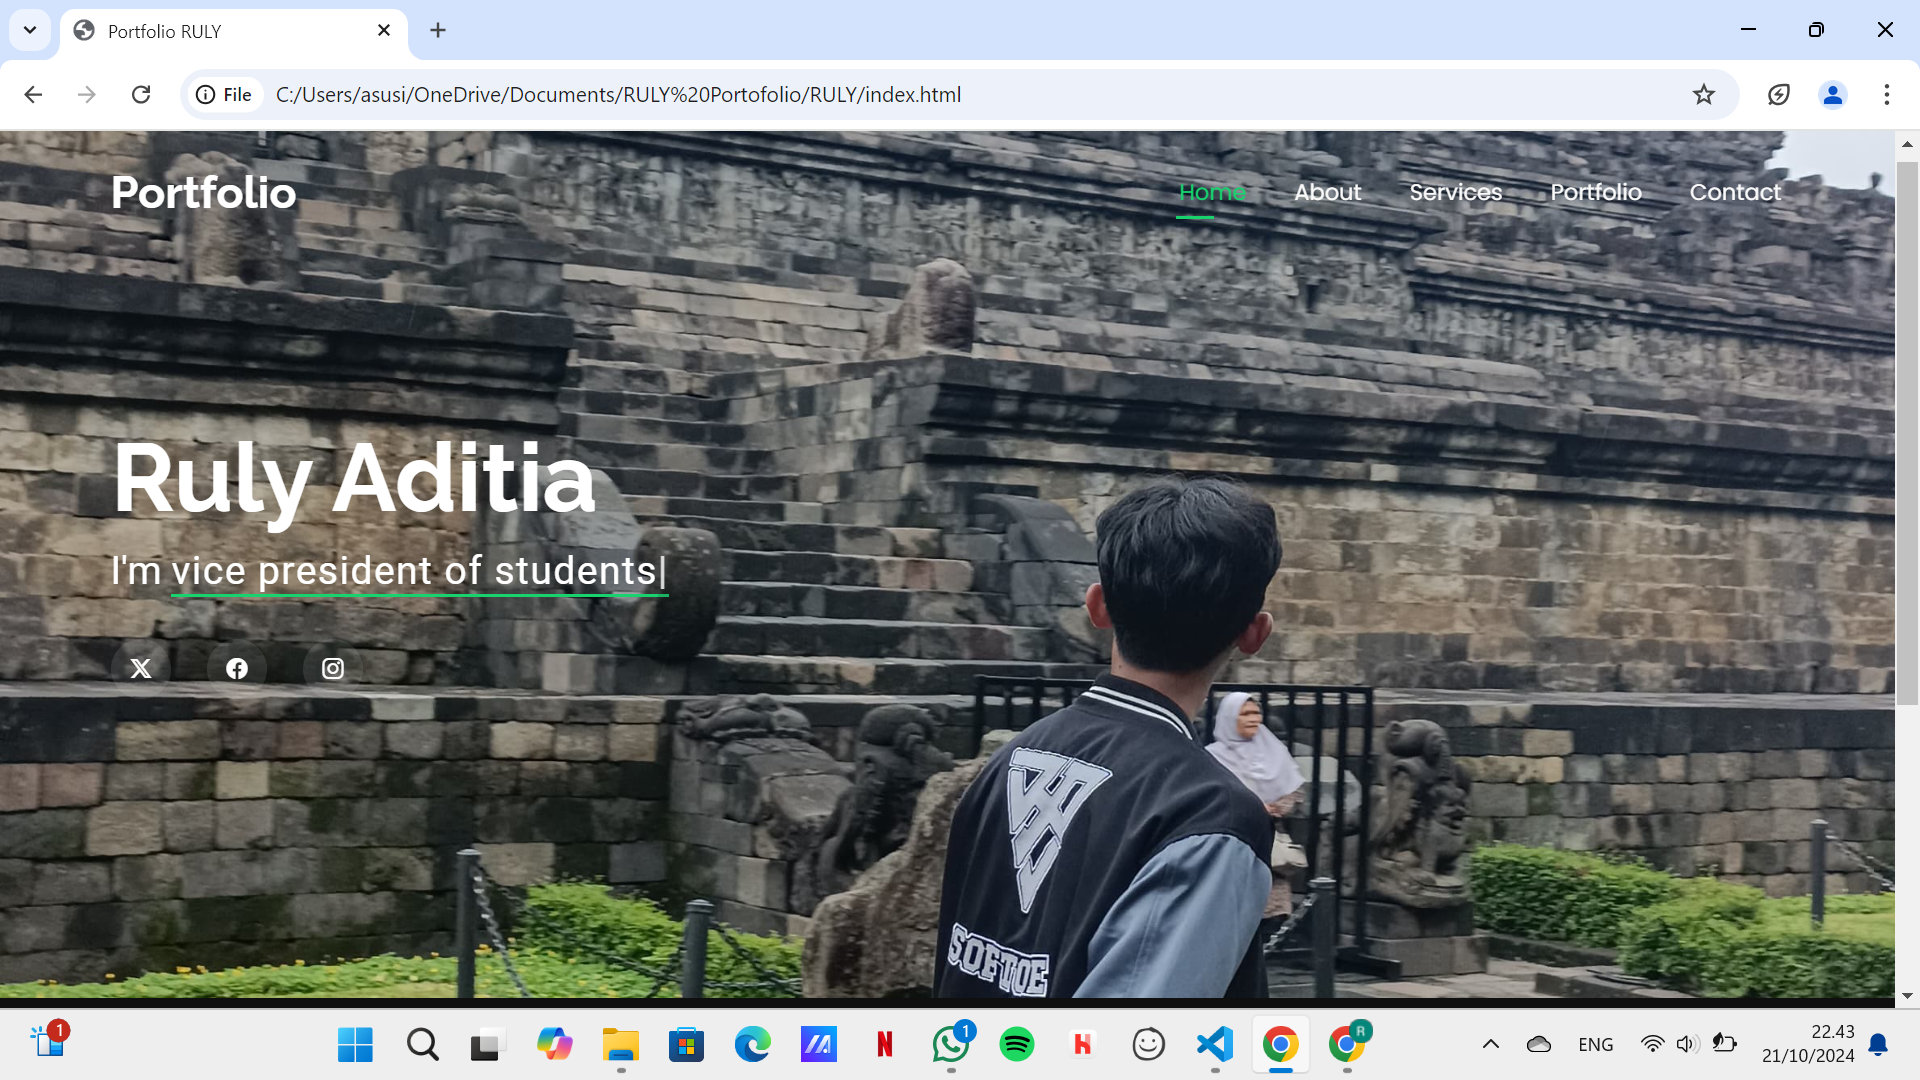 Portfolio RULY
File C:/Users/asusi/OneDrive/Documents/RULY%20Portofolio/RULY/index.html
Portfolio
Home About Services Portfolio Contact
Ruly Aditia
I'm vice president of students|
SOFTOE
1
N
1
h
R
ENG
22.43
21/10/2024